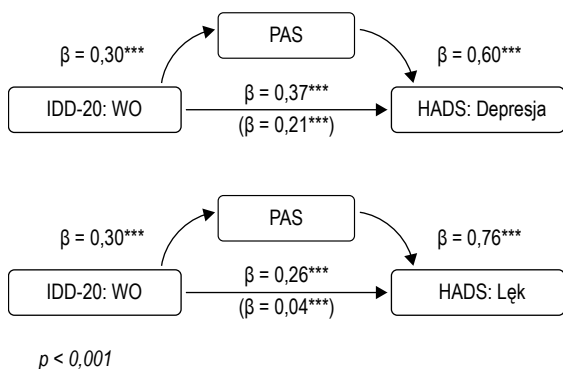 PAS
β = 0,30***
β = 0,60***
IDD-20: WO
β = 0,37***
(β = 0,21***)
HADS: Depresja
PAS
β = 0,30***
β = 0,76***
IDD-20: WO
β = 0,26***
(β = 0,04***)
HADS: Lęk
p < 0,001